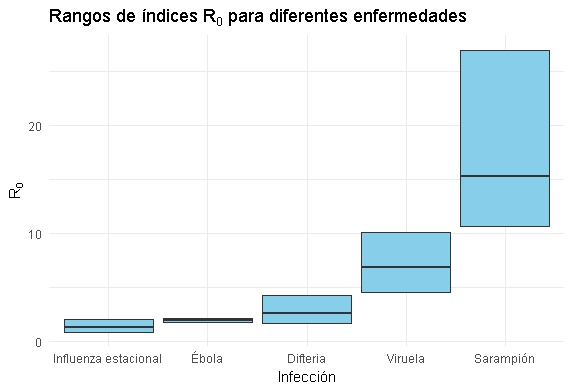 Rangos de índices R₀ para diferentes enfermedades
R₀
20
10
0
Influenza estacional Ébola Difteria Viruela Sarampión
Infección